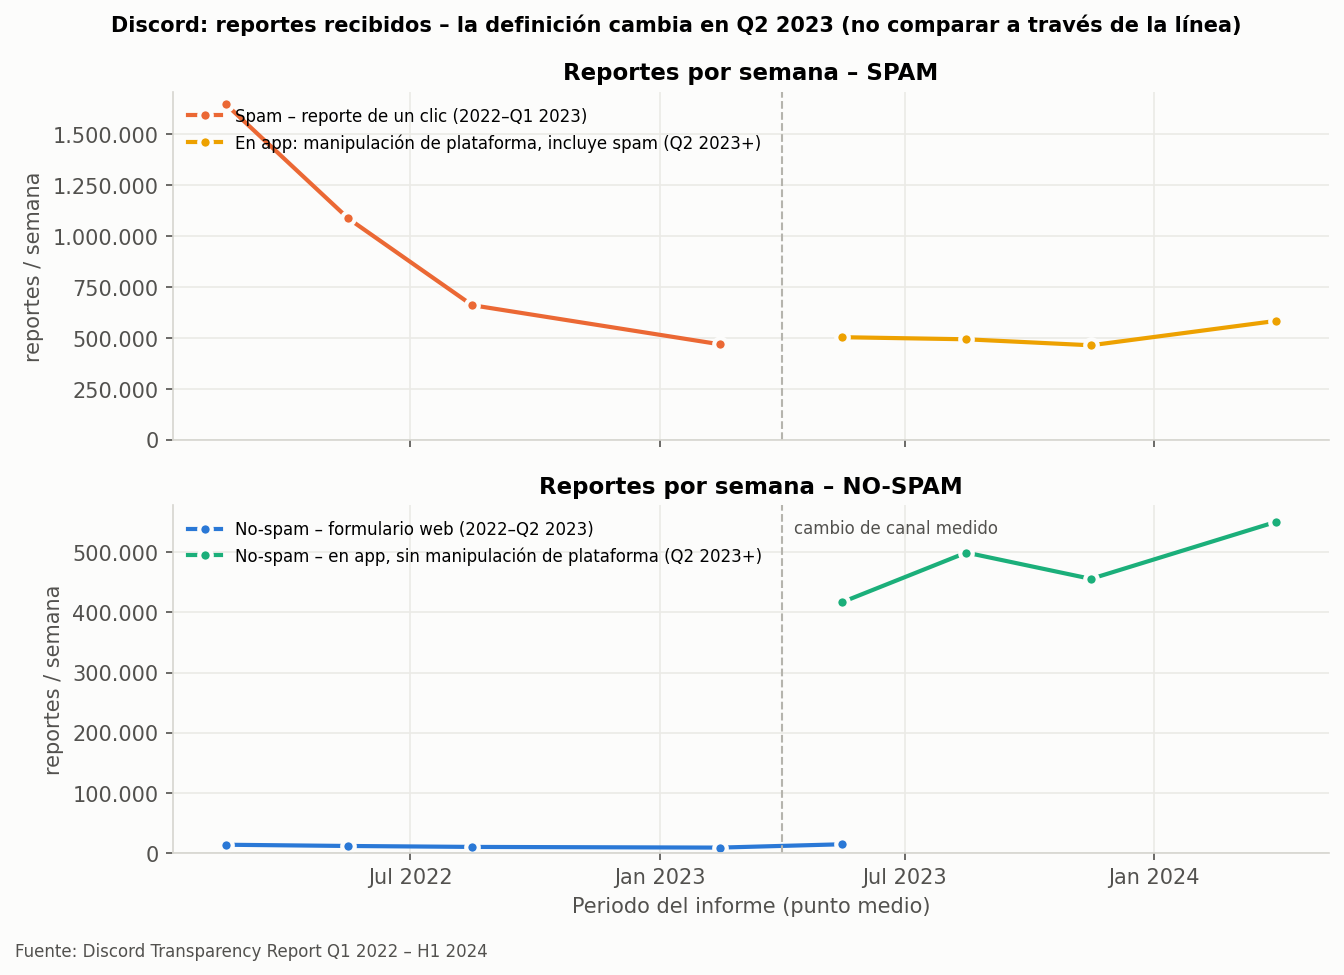 Discord: reportes recibidos – la definición cambia en Q2 2023 (no comparar a través de la línea)
Reportes por semana – SPAM
Spam – reporte de un clic (2022–Q1 2023)
En app: manipulación de plataforma, incluye spam (Q2 2023+)
reportes / semana
1.500.000
1.250.000
1.000.000
750.000
500.000
250.000
0
Reportes por semana – NO-SPAM
No-spam – formulario web (2022–Q2 2023)
No-spam – en app, sin manipulación de plataforma (Q2 2023+)
cambio de canal medido
reportes / semana
500.000
400.000
300.000
200.000
100.000
0
Jul 2022
Jan 2023
Jul 2023
Jan 2024
Periodo del informe (punto medio)
Fuente: Discord Transparency Report Q1 2022 – H1 2024